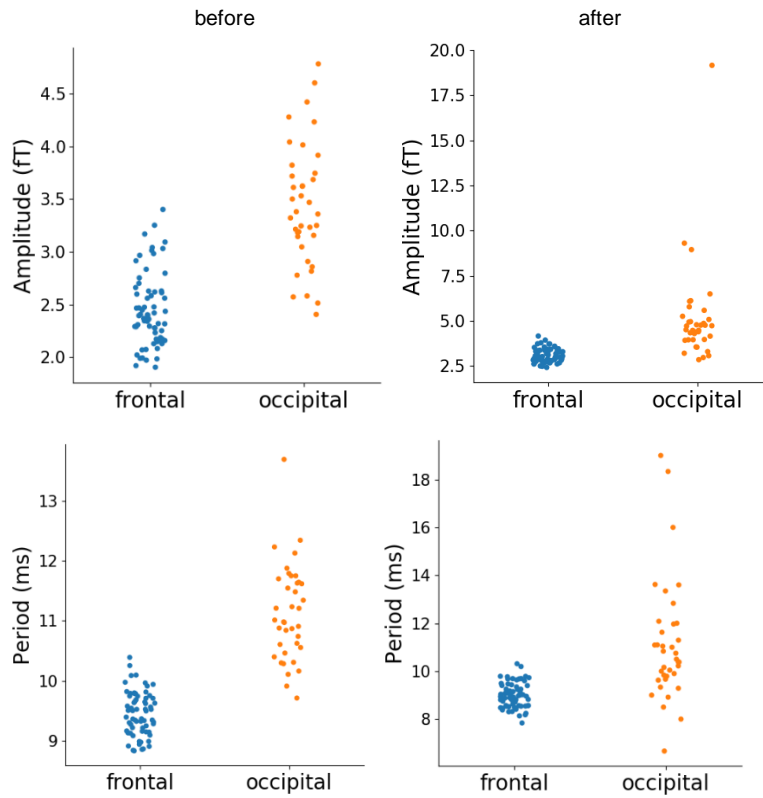 before
after
Amplitude (fT)
4.5
4.0
3.5
3.0
2.5
2.0
frontal
occipital
Amplitude (fT)
20.0
17.5
15.0
12.5
10.0
7.5
5.0
2.5
frontal
occipital
Period (ms)
13
12
11
10
9
frontal
occipital
Period (ms)
18
16
14
12
10
8
frontal
occipital